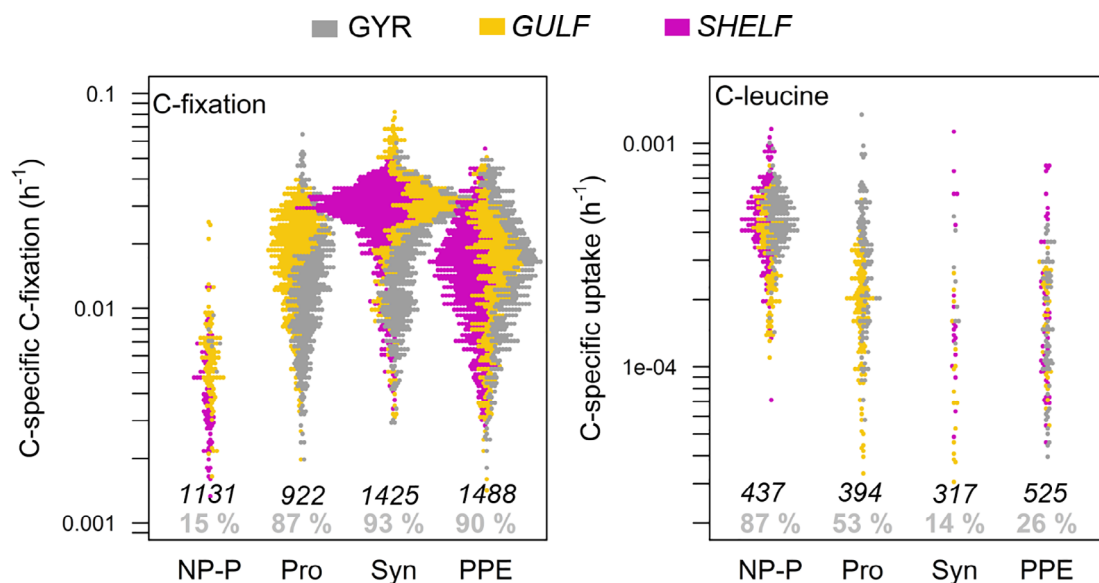 GYR GULF SHELF
C-fixation
C-specific C-fixation (h⁻¹)
0.1
0.01
0.001
1131 922 1425 1488
15 % 87 % 93 % 90 %
NP-P Pro Syn PPE
C-leucine
C-specific uptake (h⁻¹)
0.001
1e-04
437 394 317 525
87 % 53 % 14 % 26 %
NP-P Pro Syn PPE